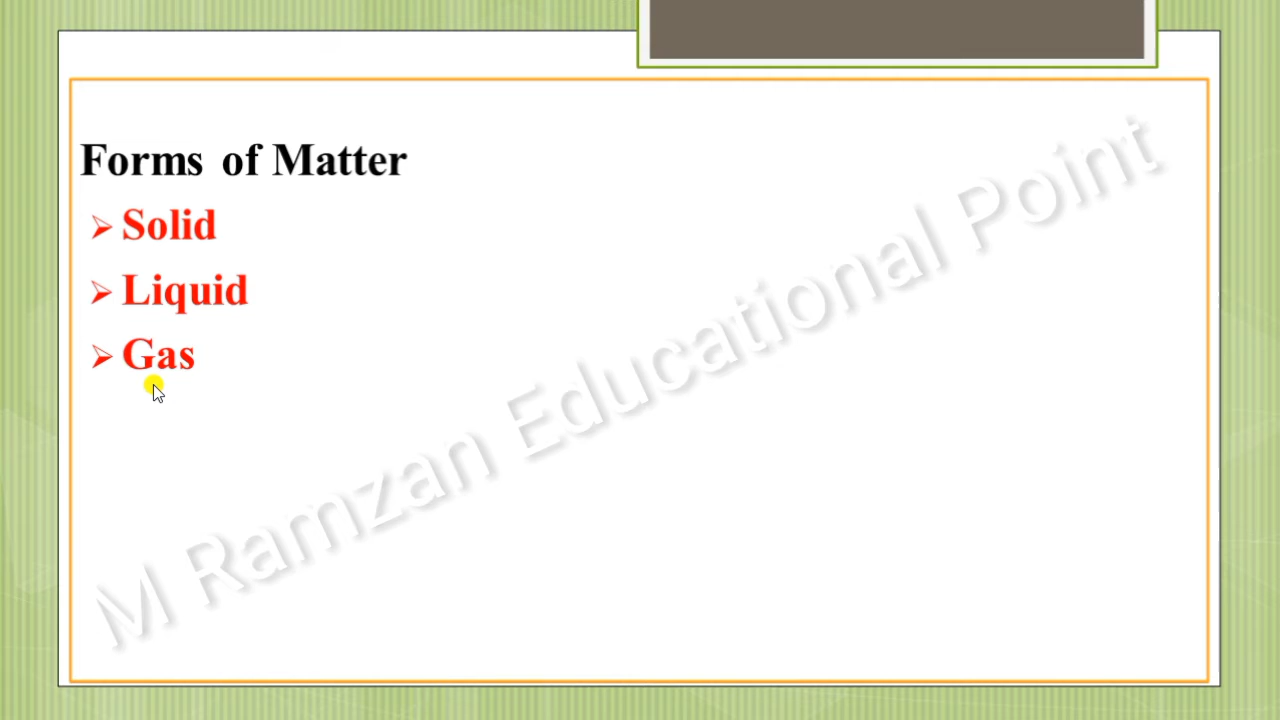 Forms of Matter
Solid
Liquid
Gas
M Ramzan Educational Point